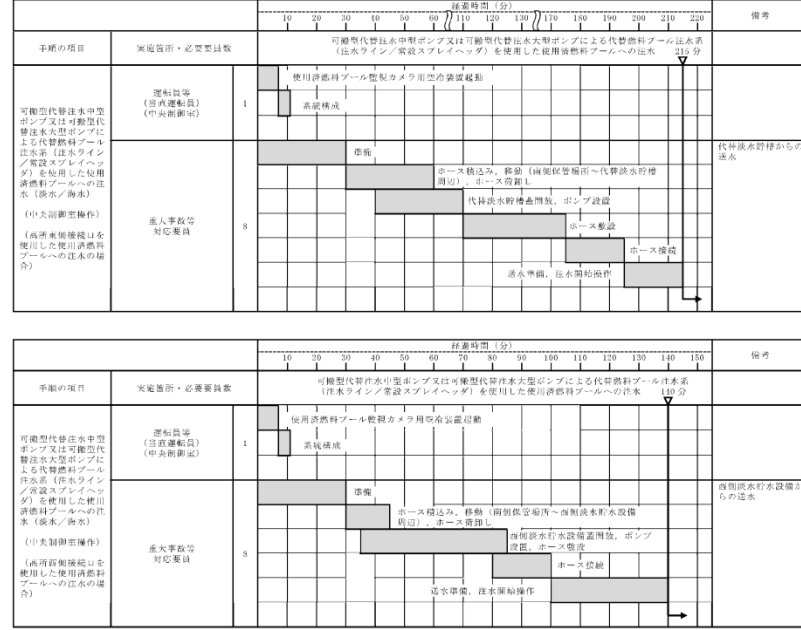 経過時間（分）
備考
10 20 30 40 50 60 110 120 130 170 180 190 200 210 220
手順の項目
実施箇所・必要要員数
可搬型代替注水中型ポンプ又は可搬型代替注水大型ポンプによる代替燃料プール注水系
（注水ライン／常設スプレイヘッダ）を使用した使用済燃料プールへの注水
215 分
可搬型代替注水中型
ポンプ又は可搬型代
替注水大型ポンプに
よる代替燃料プール
注水系（注水ライン
／常設スプレイヘッ
ダ）を使用した使用
済燃料プールへの注
水（淡水／海水）
（中央制御室操作）
（高所東側接続口を
使用した使用済燃料
プールへの注水の場
合）
運転員等
（当直運転員）
（中央制御室）
1
使用済燃料プール監視カメラ用空冷装置起動
系統構成
重大事故等
対応要員
8
準備
ホース積込み，移動（南側保管場所～代替淡水貯槽
周辺），ホース荷卸し
代替淡水貯槽蓋開放，ポンプ設置
ホース敷設
ホース接続
送水準備，注水開始操作
代替淡水貯槽からの
送水
経過時間（分）
備考
10 20 30 40 50 60 70 80 90 100 110 120 130 140 150
手順の項目
実施箇所・必要要員数
可搬型代替注水中型ポンプ又は可搬型代替注水大型ポンプによる代替燃料プール注水系
（注水ライン／常設スプレイヘッダ）を使用した使用済燃料プールへの注水
140 分
可搬型代替注水中型
ポンプ又は可搬型代
替注水大型ポンプに
よる代替燃料プール
注水系（注水ライン
／常設スプレイヘッ
ダ）を使用した使用
済燃料プールへの注
水（淡水／海水）
（中央制御室操作）
（高所西側接続口を
使用した使用済燃料
プールへの注水の場
合）
運転員等
（当直運転員）
（中央制御室）
1
使用済燃料プール監視カメラ用空冷装置起動
系統構成
重大事故等
対応要員
8
準備
ホース積込み，移動（南側保管場所～西側淡水貯水設備
周辺），ホース荷卸し
西側淡水貯水設備蓋開放，ポンプ
設置，ホース敷設
ホース接続
送水準備，注水開始操作
西側淡水貯水設備か
らの送水